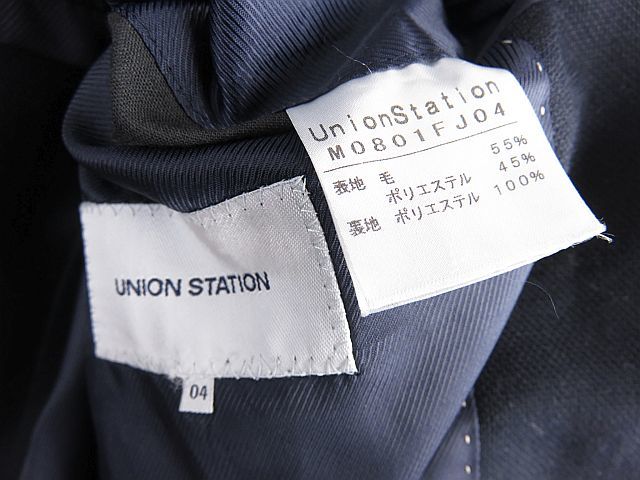 UnionStation
M0801FJ04
表地 毛 55%
ポリエステル 45%
裏地 ポリエステル 100%
UNION STATION
04